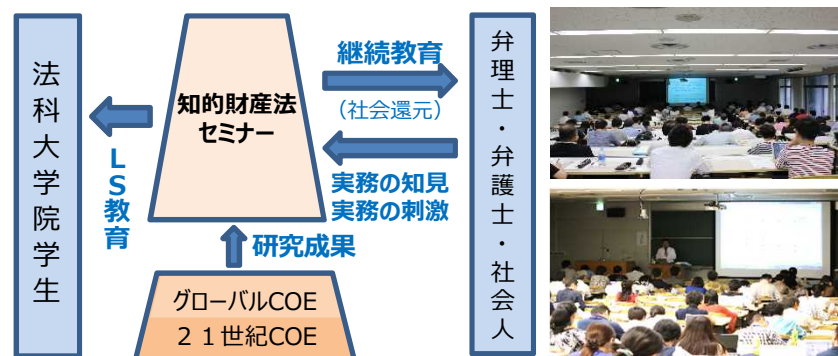 法科大学院学生
LS教育
知的財産法
セミナー
継続教育
（社会還元）
実務の知見
実務の刺激
研究成果
グローバルCOE
２１世紀COE
弁理士・弁護士・社会人